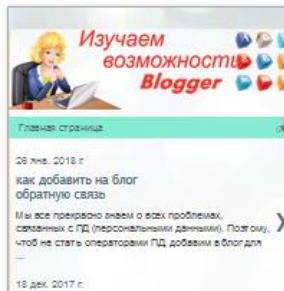 Изучаем
возможности
Blogger
Главная страница
26 янв. 2018 г.
как добавить на блог
обратную связь
Мы все прекрасно знаем о всех проблемах,
связанных с ПД (персональными данными). Поэтому,
чтоб не стать операторами ПД, добавим в блог для
...
18 дек. 2017 г.